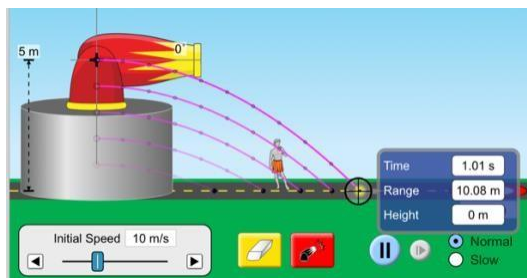 5 m
0°
Time 1.01 s
Range 10.08 m
Height 0 m
Initial Speed 10 m/s
Normal
Slow